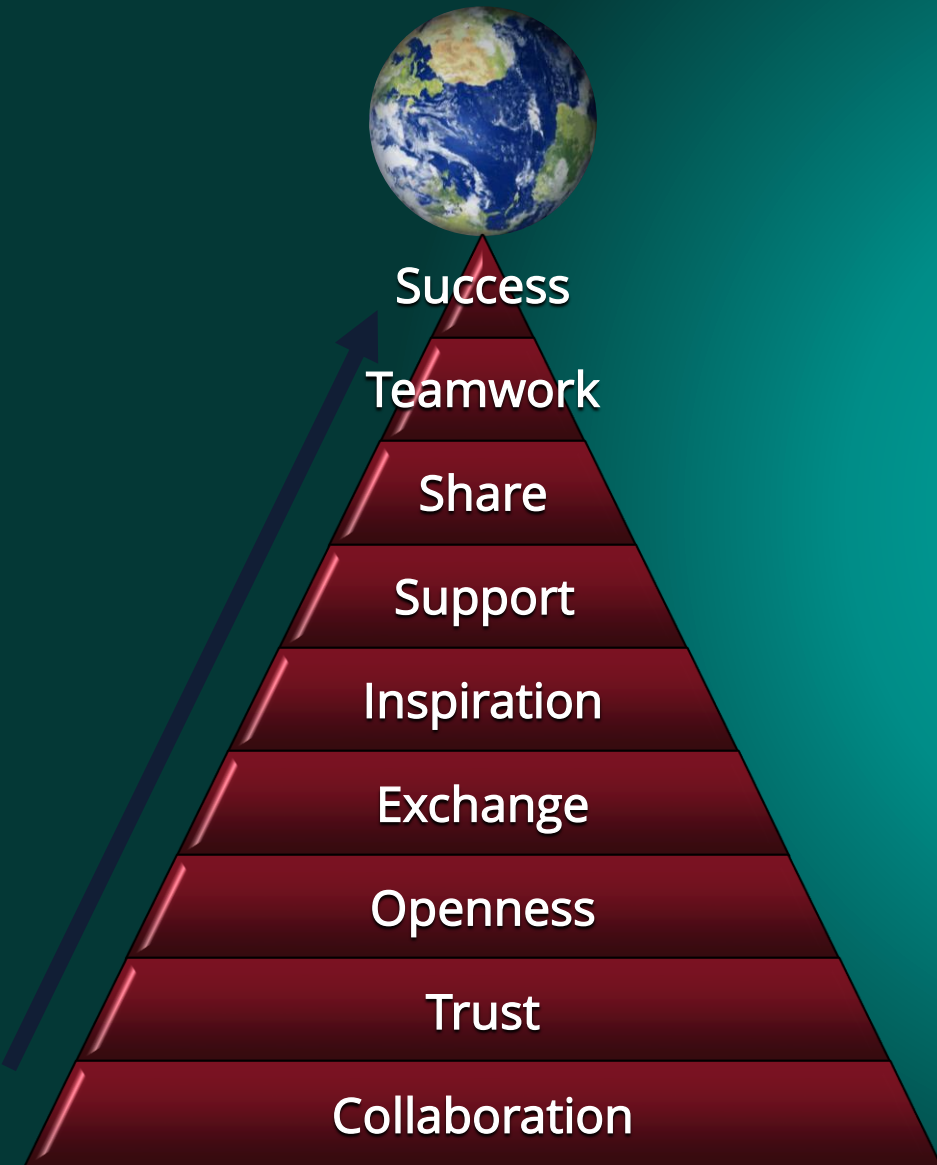 Success
Teamwork
Share
Support
Inspiration
Exchange
Openness
Trust
Collaboration